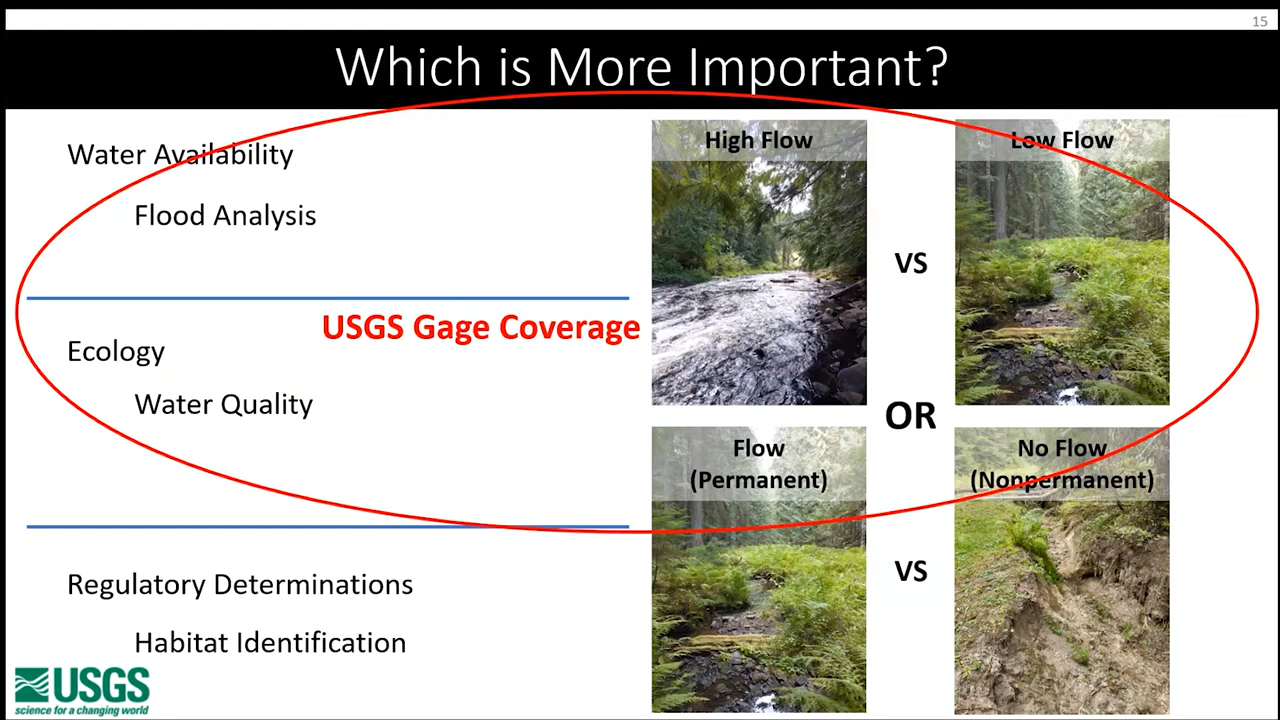 15
Which is More Important?
Water Availability
Flood Analysis
USGS Gage Coverage
Ecology
Water Quality
Regulatory Determinations
Habitat Identification
High Flow
VS
Low Flow
OR
Flow
(Permanent)
VS
No Flow
(Nonpermanent)
USGS
science for a changing world